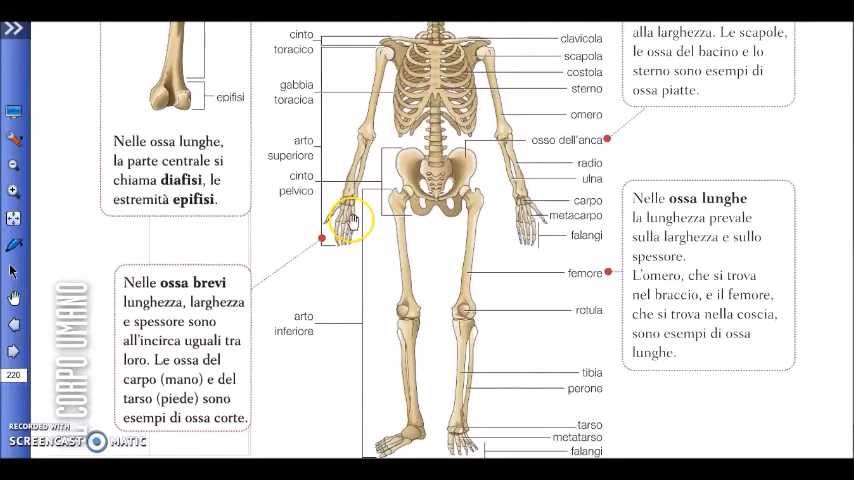 epifisi
Nelle ossa lunghe,
la parte centrale si
chiama diafisi, le
estremità epifisi.
Nelle ossa brevi
lunghezza, larghezza
e spessore sono
all'incirca uguali tra
loro. Le ossa del
carpo (mano) e del
tarso (piede) sono
esempi di ossa corte.
cinto
toracico
gabbia
toracica
arto
superiore
cinto
pelvico
arto
inferiore
clavicola
scapola
costola
sterno
omero
osso dell'anca
radio
ulna
carpo
metacarpo
falangi
femore
rotula
tibia
perone
tarso
metatarso
falangi
alla larghezza. Le scapole,
le ossa del bacino e lo
sterno sono esempi di
ossa piatte.
Nelle ossa lunghe
la lunghezza prevale
sulla larghezza e sullo
spessore.
L'omero, che si trova
nel braccio, e il femore,
che si trova nella coscia,
sono esempi di ossa
lunghe.
220
CORPO UMANO
RECORDED WITH
SCREENCAST MATIC